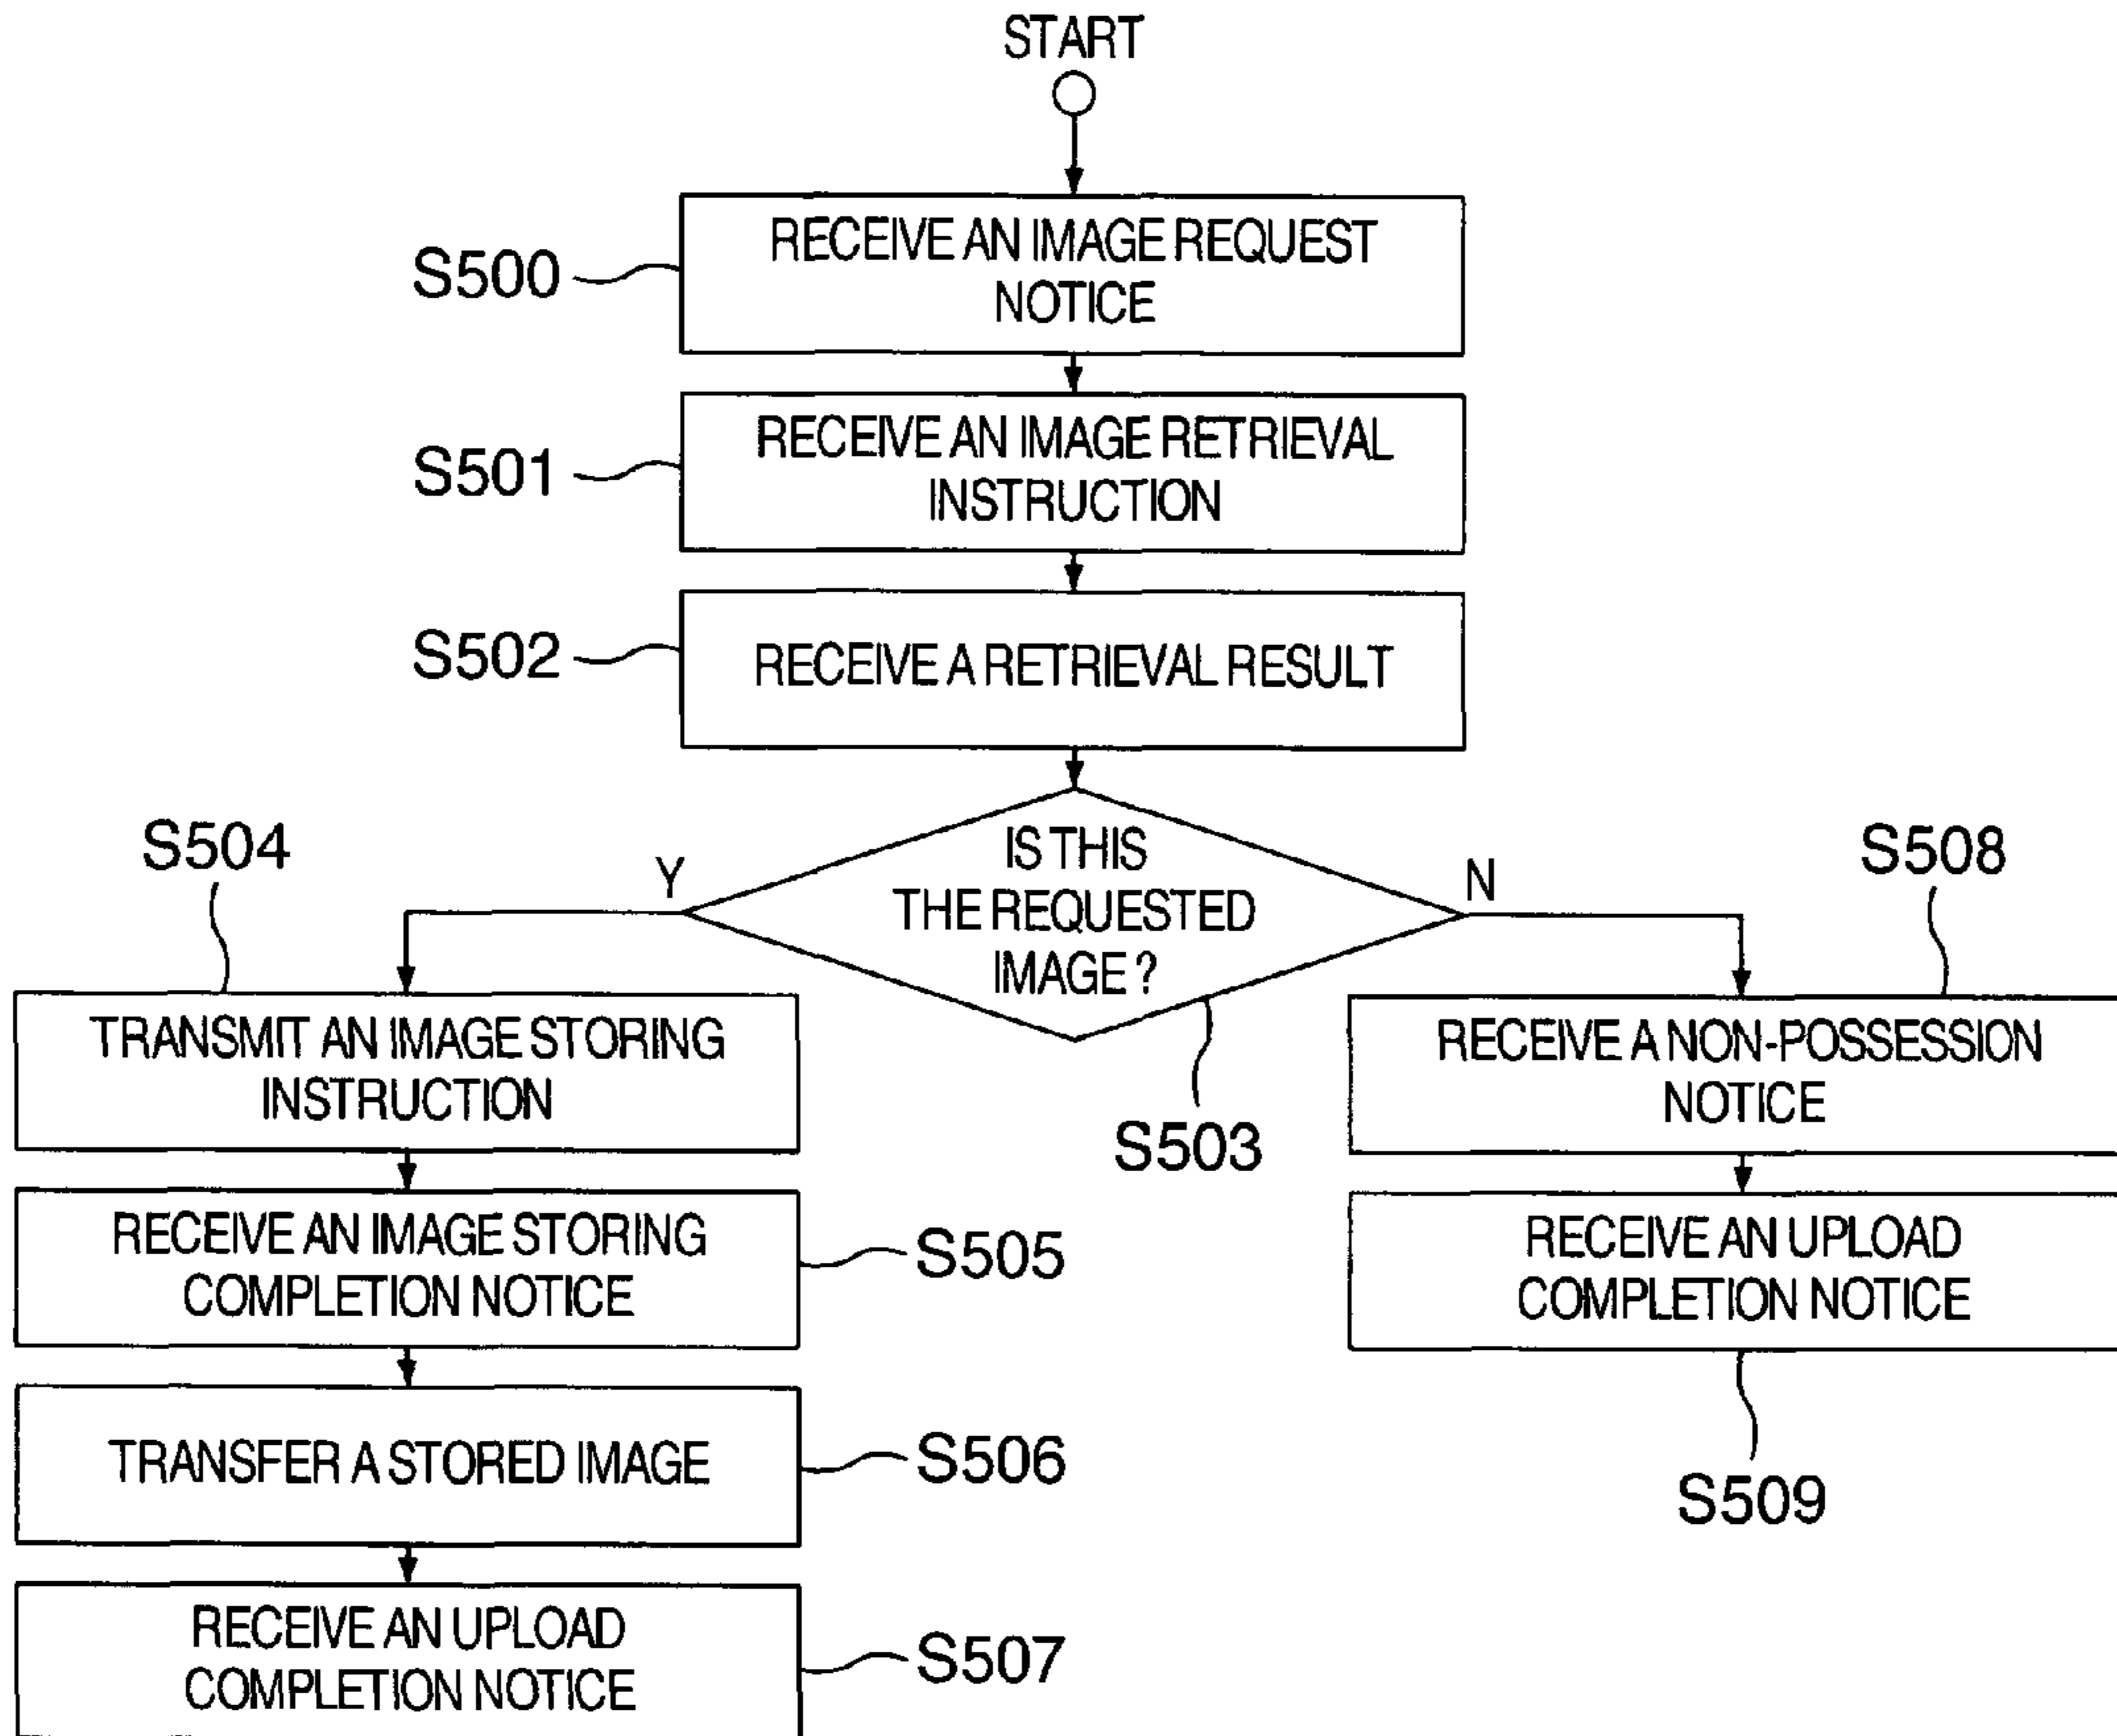 START
S500
RECEIVE AN IMAGE REQUEST
NOTICE
S501
RECEIVE AN IMAGE RETRIEVAL
INSTRUCTION
S502
RECEIVE A RETRIEVAL RESULT
IS THIS
THE REQUESTED
IMAGE ?
S503
Y
N
S504
TRANSMIT AN IMAGE STORING
INSTRUCTION
RECEIVE AN IMAGE STORING
COMPLETION NOTICE
S505
TRANSFER A STORED IMAGE
S506
RECEIVE AN UPLOAD
COMPLETION NOTICE
S507
S508
RECEIVE A NON-POSSESSION
NOTICE
RECEIVE AN UPLOAD
COMPLETION NOTICE
S509